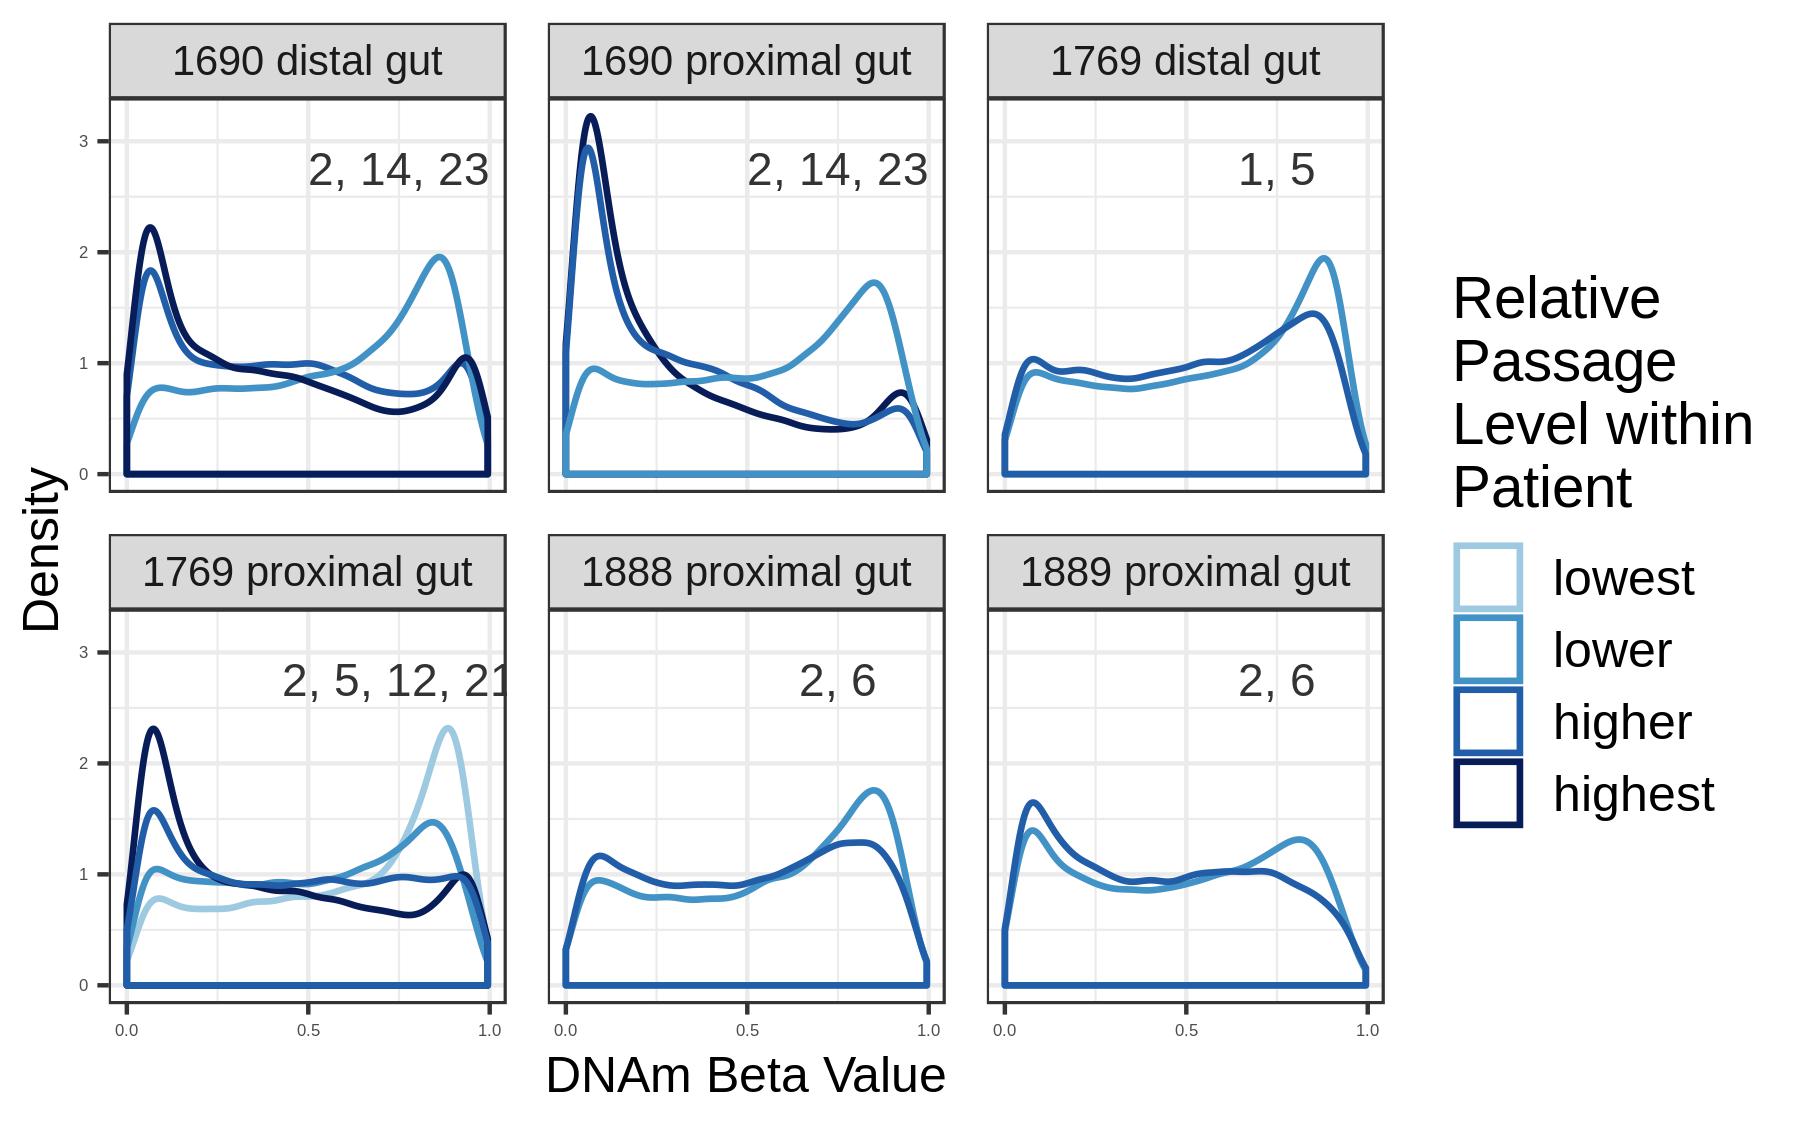 1690 distal gut
1690 proximal gut
1769 distal gut
3
2
1
0
2, 14, 23
2, 14, 23
1, 5
Density
1769 proximal gut
1888 proximal gut
1889 proximal gut
3
2
1
0
2, 5, 12, 21
2, 6
2, 6
0.0
0.5
1.0
0.0
0.5
1.0
0.0
0.5
1.0
DNAm Beta Value
Relative
Passage
Level within
Patient
lowest
lower
higher
highest